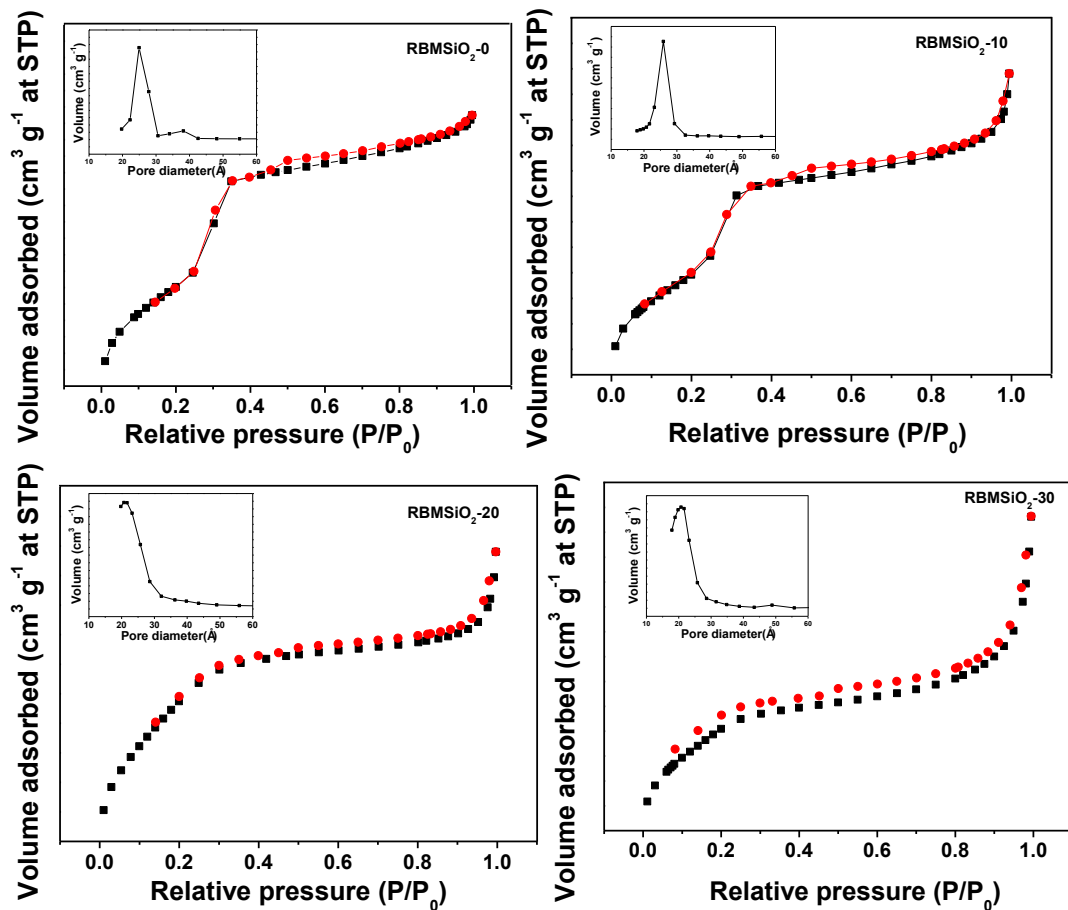 Volume adsorbed (cm³ g⁻¹ at STP)
RBMSiO₂-0
Volume (cm³ g⁻¹)
10 20 30 40 50 60
Pore diameter(Å)
0.0 0.2 0.4 0.6 0.8 1.0
Relative pressure (P/P₀)
Volume adsorbed (cm³ g⁻¹ at STP)
RBMSiO₂-10
Volume (cm³ g⁻¹)
10 20 30 40 50 60
Pore diameter(Å)
0.0 0.2 0.4 0.6 0.8 1.0
Relative pressure (P/P₀)
Volume adsorbed (cm³ g⁻¹ at STP)
RBMSiO₂-20
Volume (cm³ g⁻¹)
10 20 30 40 50 60
Pore diameter(Å)
0.0 0.2 0.4 0.6 0.8 1.0
Relative pressure (P/P₀)
Volume adsorbed (cm³ g⁻¹ at STP)
RBMSiO₂-30
Volume (cm³ g⁻¹)
10 20 30 40 50 60
Pore diameter(Å)
0.0 0.2 0.4 0.6 0.8 1.0
Relative pressure (P/P₀)